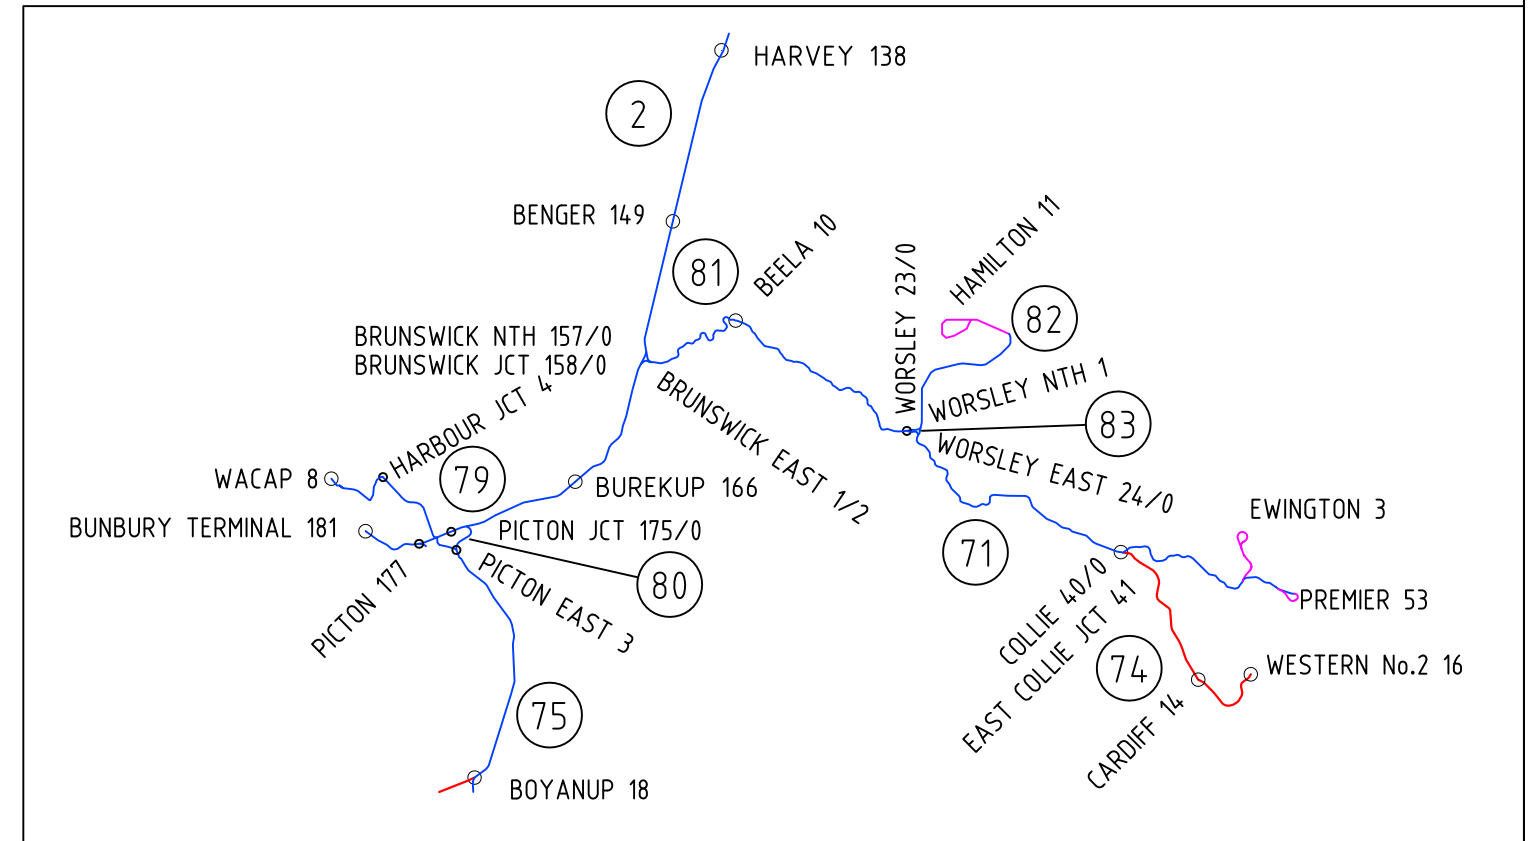 HARVEY 138
2
BENGER 149
81
BEELA 10
WORSLEY 23/0
HAMILTON 11
82
BRUNSWICK NTH 157/0
BRUNSWICK JCT 158/0
WORSLEY NTH 1
83
HARBOUR JCT 4
BRUNSWICK EAST 1/2
WORSLEY EAST 24/0
WACAP 8
79
BUREKUP 166
EWINGTON 3
BUNBURY TERMINAL 181
PICTON JCT 175/0
71
PICTON 177
PICTON EAST 3
80
COLLIE 40/0
EAST COLLIE JCT 41
PREMIER 53
74
WESTERN No.2 16
CARDIFF 14
75
BOYANUP 18